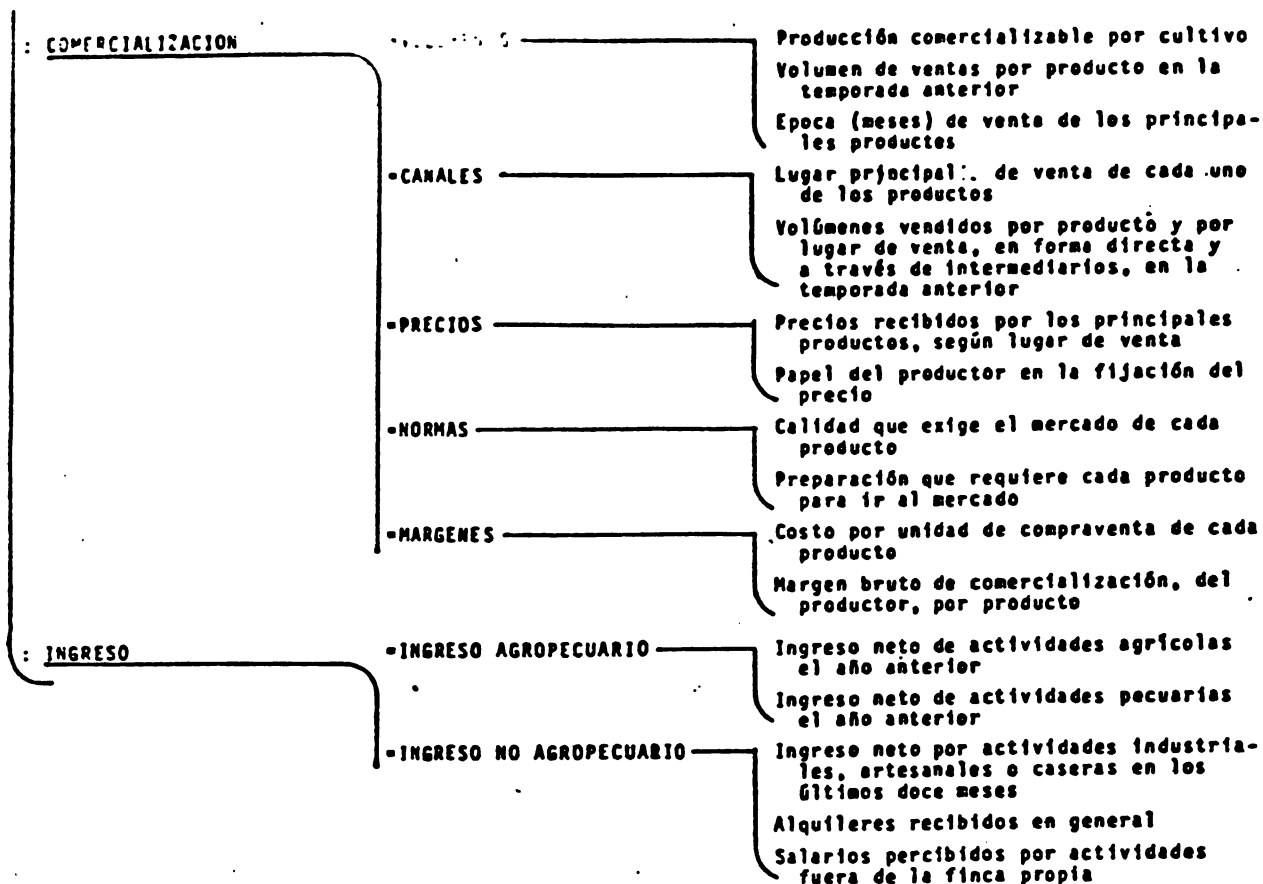 : COMERCIALIZACION
Producción comercializable por cultivo
Volumen de ventas por producto en la
temporada anterior
Epoca (meses) de venta de los principa-
les productos
-CANALES
Lugar principal: de venta de cada uno
de los productos
Volúmenes vendidos por producto y por
lugar de venta, en forma directa y
a través de intermediarios, en la
temporada anterior
-PRECIOS
Precios recibidos por los principales
productos, según lugar de venta
Papel del productor en la fijación del
precio
-NORMAS
Calidad que exige el mercado de cada
producto
Preparación que requiere cada producto
para ir al mercado
-MARGENES
Costo por unidad de compraventa de cada
producto
Margen bruto de comercialización, del
productor, por producto
: INGRESO
-INGRESO AGROPECUARIO
Ingreso neto de actividades agrícolas
el año anterior
Ingreso neto de actividades pecuarias
el año anterior
-INGRESO NO AGROPECUARIO
Ingreso neto por actividades industria-
les, artesanales o caseras en los
últimos doce meses
Alquileres recibidos en general
Salarios percibidos por actividades
fuera de la finca propia